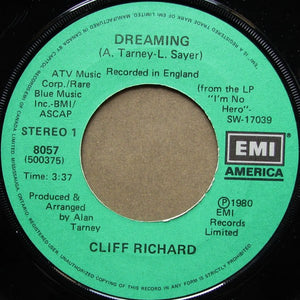 DREAMING
(A. Tarney-L. Sayer)
ATV Music
Corp./Rare
Blue Music
Inc.-BMI/
ASCAP
Recorded in England
(from the LP
"I'm No
Hero"-
SW-17039
STEREO 1
8057
(500375)
Time: 3:37
Produced &
Arranged
by Alan
Tarney
EMI
AMERICA
Ⓟ1980
EMI
Records
Limited
CLIFF RICHARD